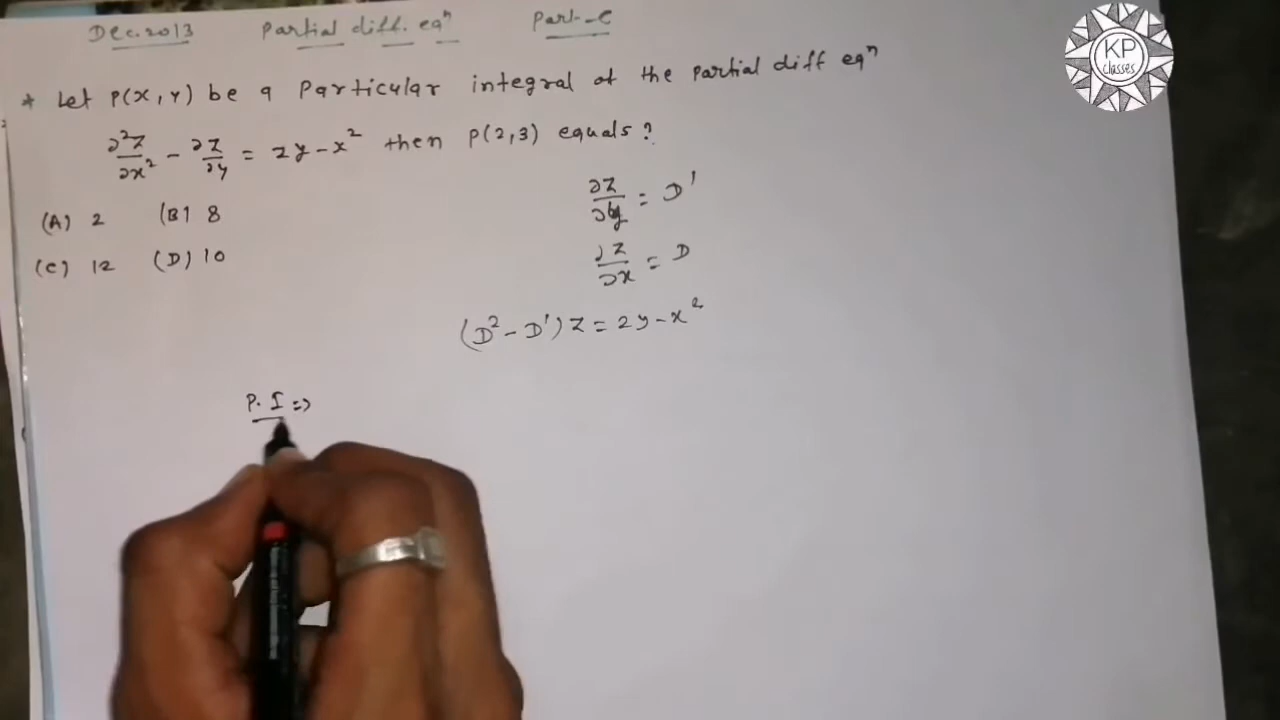 Dec. 2013 Partial diff. eqⁿ Part-C
KP classes
* Let P(x,y) be a Particular integral of the partial diff eqⁿ
∂²z/∂x² - ∂z/∂y = 2y-x² then P(2,3) equals?
(A) 2 (B) 8
(C) 12 (D) 10
∂z/∂y = D'
∂z/∂x = D
(D² - D')z = 2y-x²
P.I =>